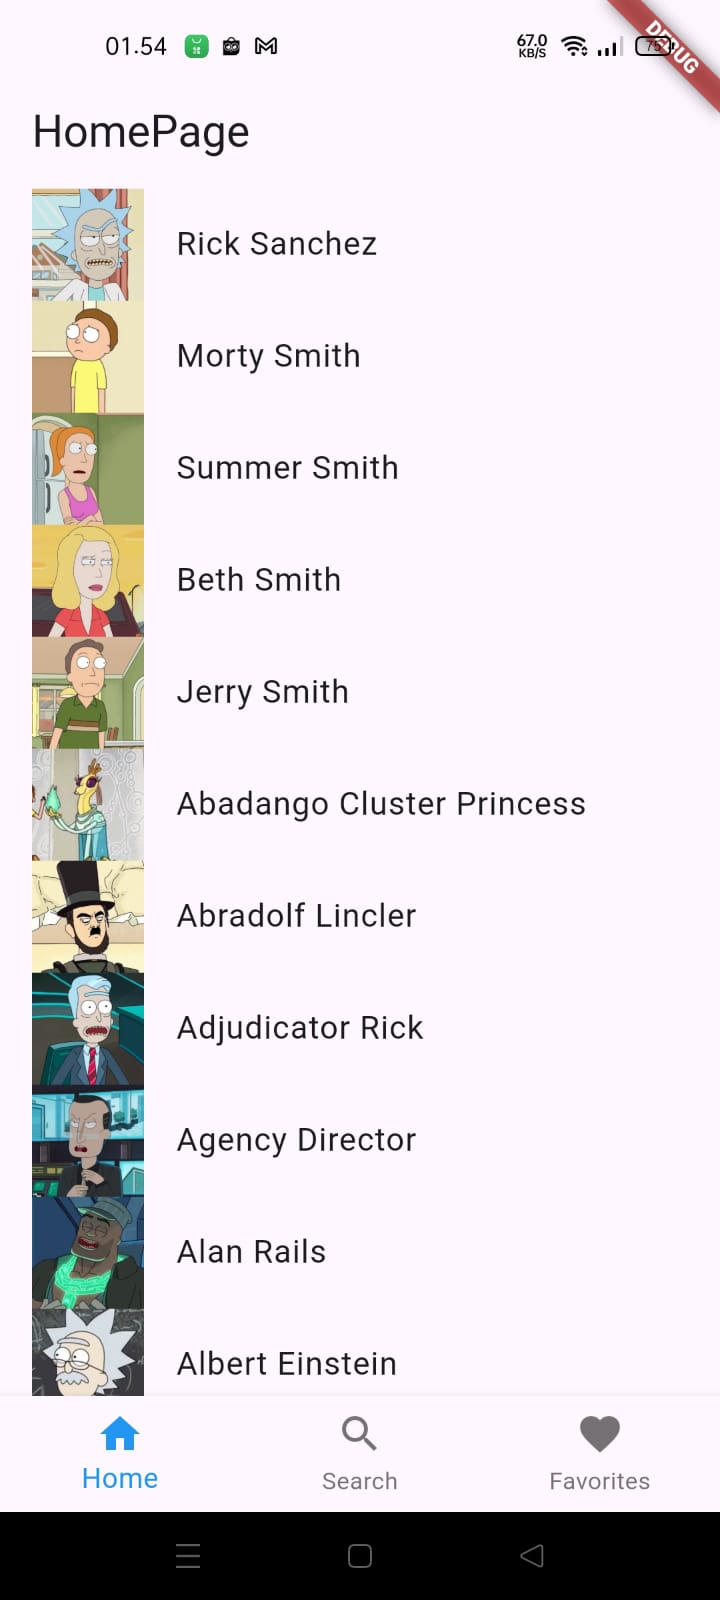 01.54
67.0
KB/S
75
DEBUG
HomePage
Rick Sanchez
Morty Smith
Summer Smith
Beth Smith
Jerry Smith
Abadango Cluster Princess
Abradolf Lincler
Adjudicator Rick
Agency Director
Alan Rails
Albert Einstein
Home
Search
Favorites